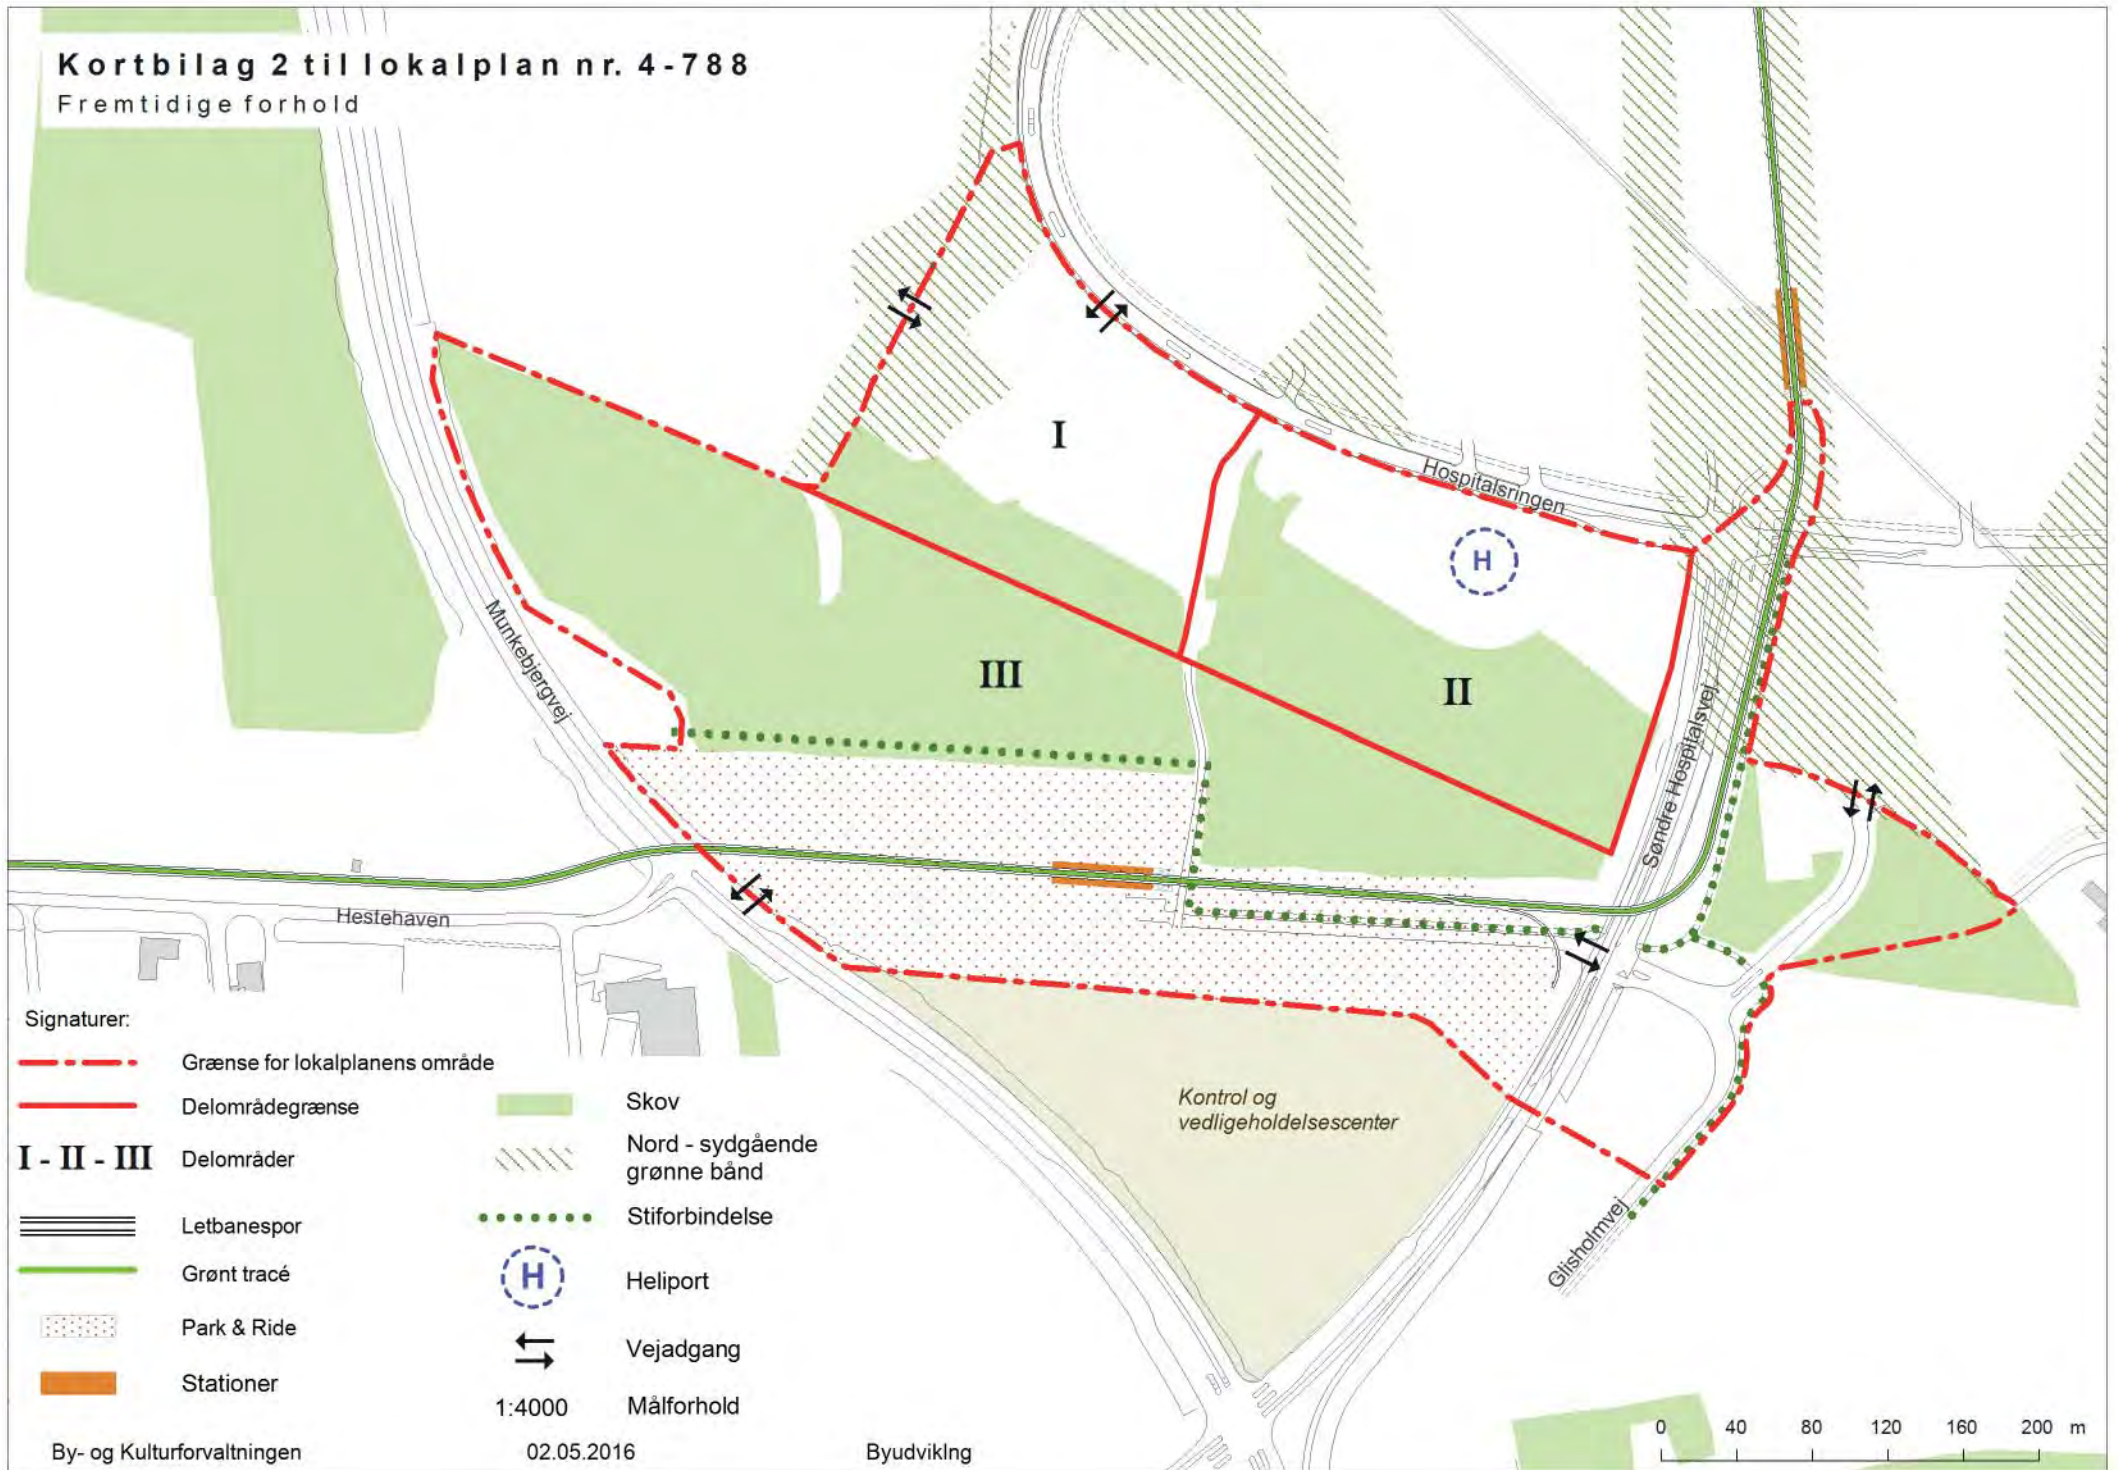 Kortbilag 2 til lokalplan nr. 4-788
Fremtidige forhold
I
Hospitalsringen
H
III
II
Munkebjergvej
Søndre Hospitalsvej
Hestehaven
Kontrol og
vedligeholdelsescenter
Glisholmvej
Signaturer:
Grænse for lokalplanens område
Delområdegrænse
I - II - III Delområder
Letbanespor
Grønt tracé
Park & Ride
Stationer
Skov
Nord - sydgående
grønne bånd
Stiforbindelse
H Heliport
Vejadgang
1:4000 Målforhold
0 40 80 120 160 200 m
By- og Kulturforvaltningen 02.05.2016 Byudvikling